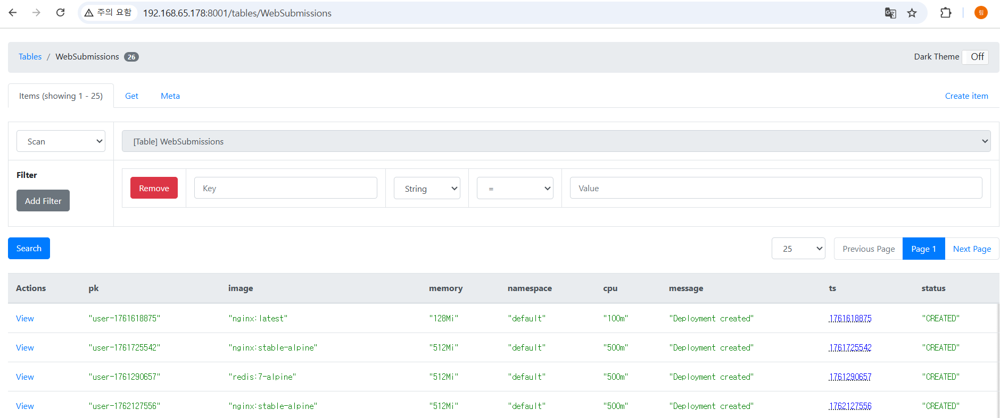 주의 요함 192.168.65.178:8001/tables/WebSubmissions 림
Tables / WebSubmissions 26 Dark Theme Off
Items (showing 1 - 25) Get Meta Create item
Scan [Table] WebSubmissions
Filter
Remove Key String = Value
Add Filter
Search 25 Previous Page Page 1 Next Page
Actions pk image memory namespace cpu message ts status
View "user-1761618875" "nginx:latest" "128Mi" "default" "100m" "Deployment created" 1761618875 "CREATED"
View "user-1761725542" "nginx:stable-alpine" "512Mi" "default" "500m" "Deployment created" 1761725542 "CREATED"
View "user-1761290657" "redis:7-alpine" "512Mi" "default" "500m" "Deployment created" 1761290657 "CREATED"
View "user-1762127556" "nginx:stable-alpine" "512Mi" "default" "500m" "Deployment created" 1762127556 "CREATED"